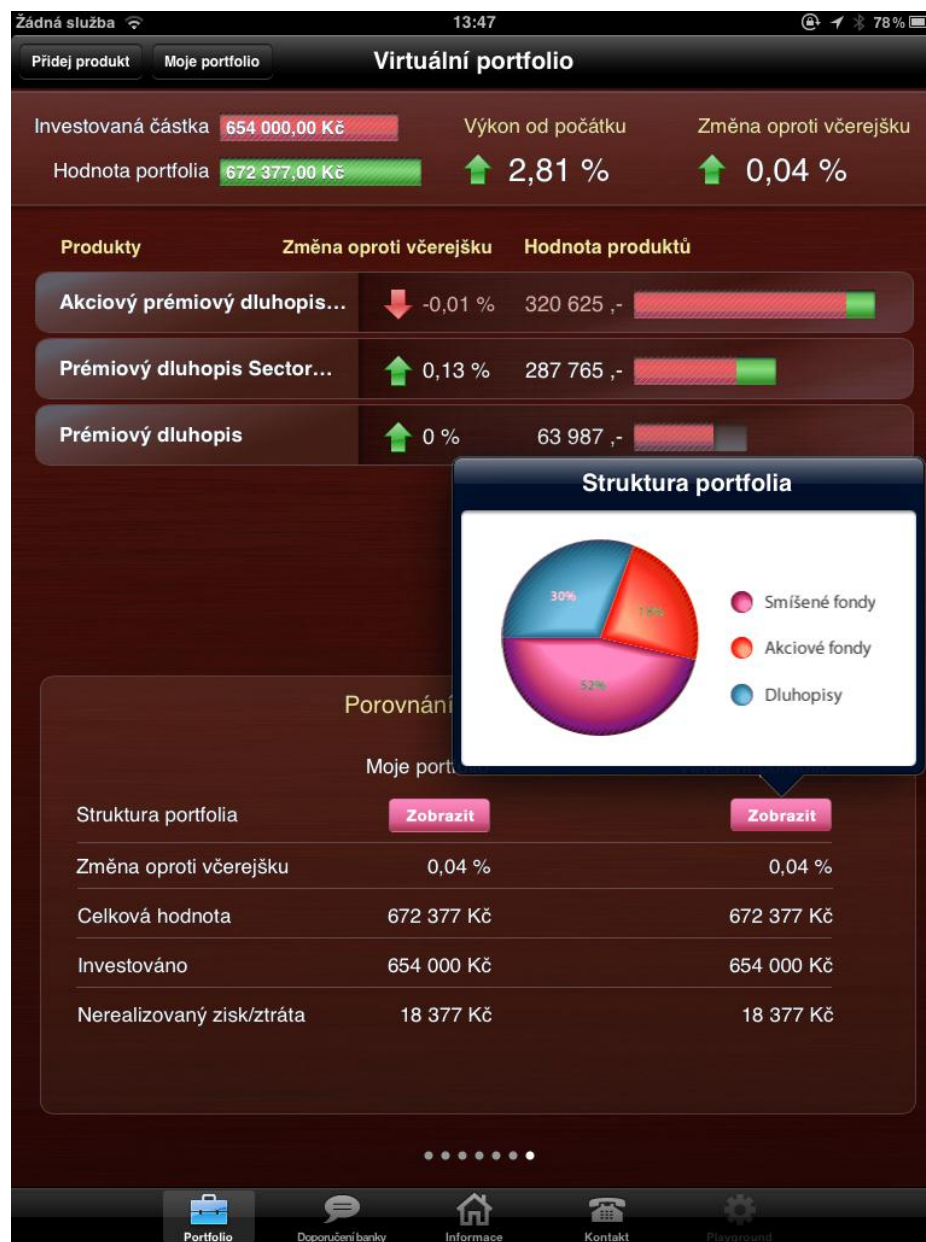 Žádná služba 13:47 78%
Přidej produkt Moje portfolio Virtuální portfolio
Investovaná částka 654 000,00 Kč Výkon od počátku Změna oproti včerejšku
Hodnota portfolia 672 377,00 Kč 2,81 % 0,04 %
Produkty Změna oproti včerejšku Hodnota produktů
Akciový prémiový dluhopis... -0,01 % 320 625 ,-
Prémiový dluhopis Sector... 0,13 % 287 765 ,-
Prémiový dluhopis 0 % 63 987 ,-
Struktura portfolia
30%
52%
Smíšené fondy
Akciové fondy
Dluhopisy
Porovnání
Moje
Struktura portfolia Zobrazit Zobrazit
Změna oproti včerejšku 0,04 % 0,04 %
Celková hodnota 672 377 Kč 672 377 Kč
Investováno 654 000 Kč 654 000 Kč
Nerealizovaný zisk/ztráta 18 377 Kč 18 377 Kč
Portfolio Doporučení banky Informace Kontakt Playground